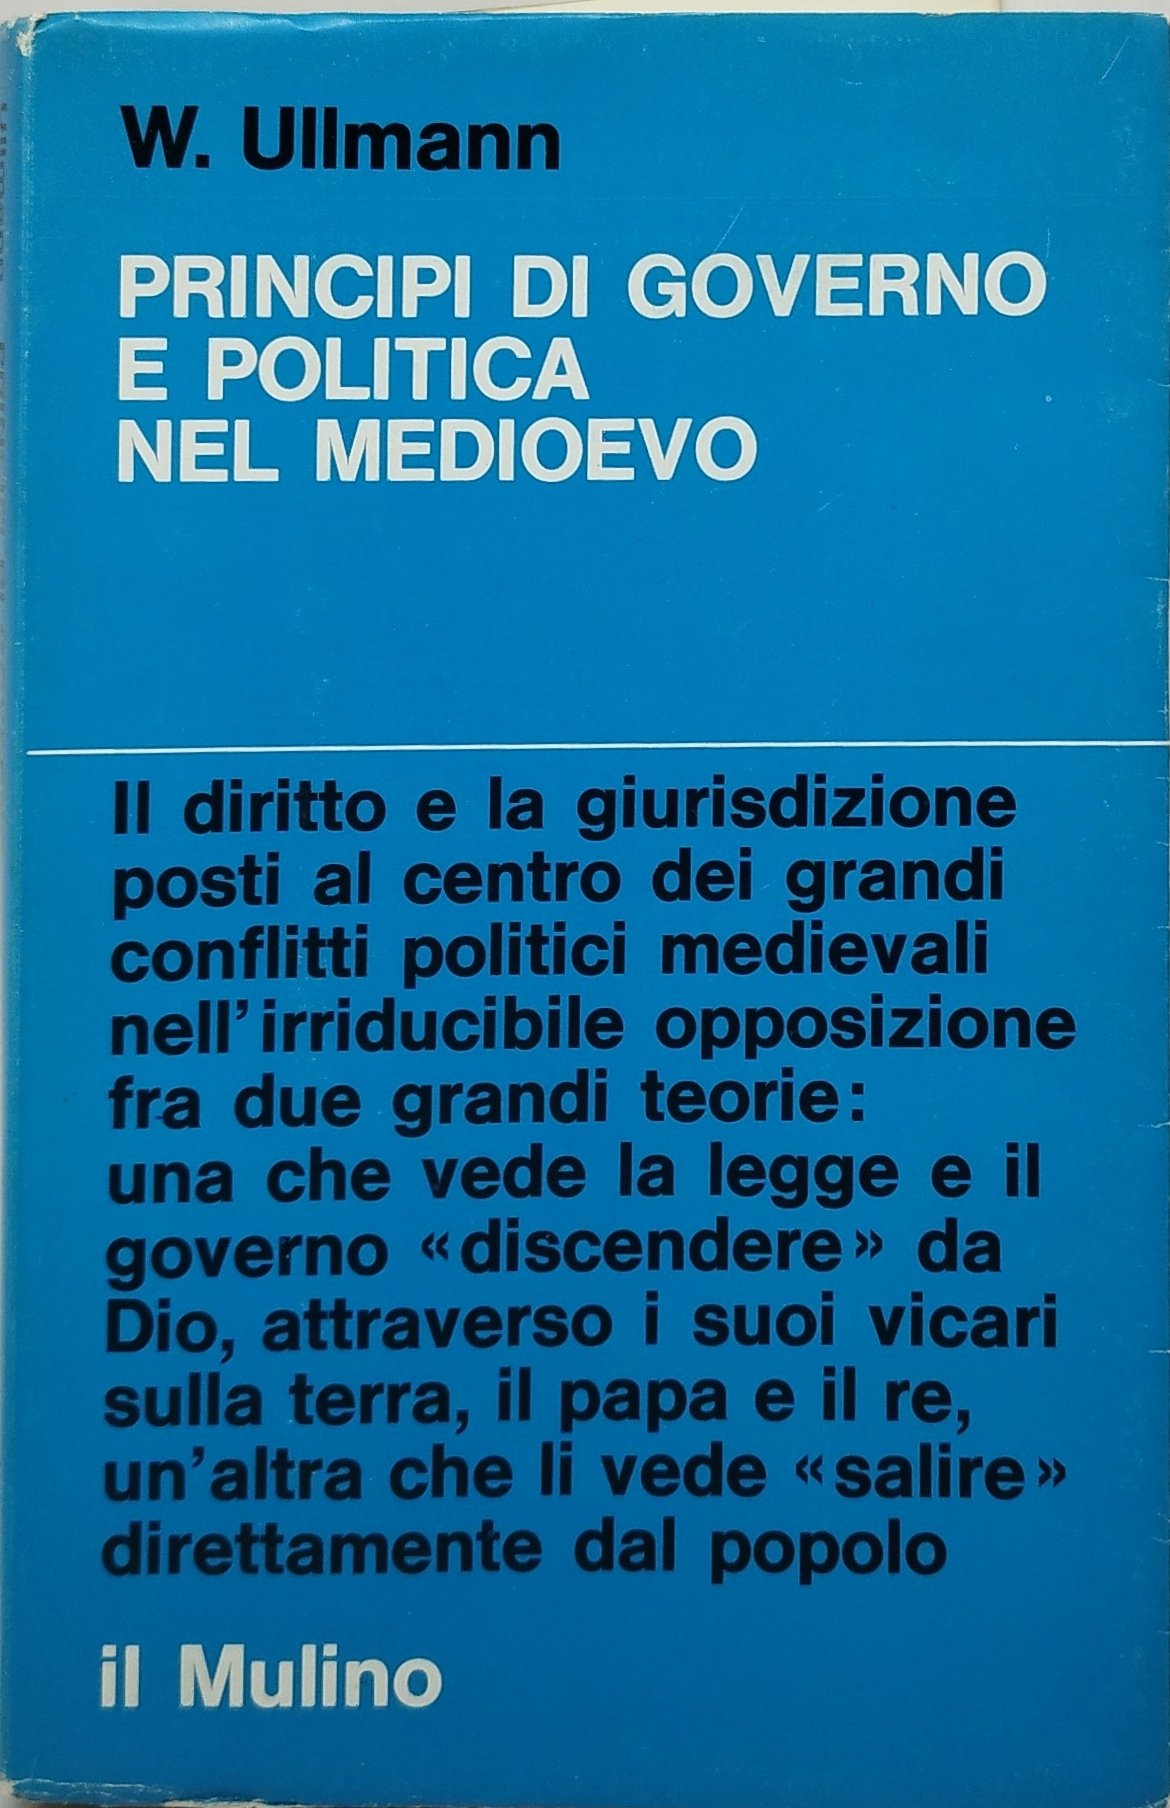 W. Ullmann
PRINCIPI DI GOVERNO
E POLITICA
NEL MEDIOEVO
Il diritto e la giurisdizione
posti al centro dei grandi
conflitti politici medievali
nell'irriducibile opposizione
fra due grandi teorie:
una che vede la legge e il
governo «discendere» da
Dio, attraverso i suoi vicari
sulla terra, il papa e il re,
un'altra che li vede «salire»
direttamente dal popolo
il Mulino